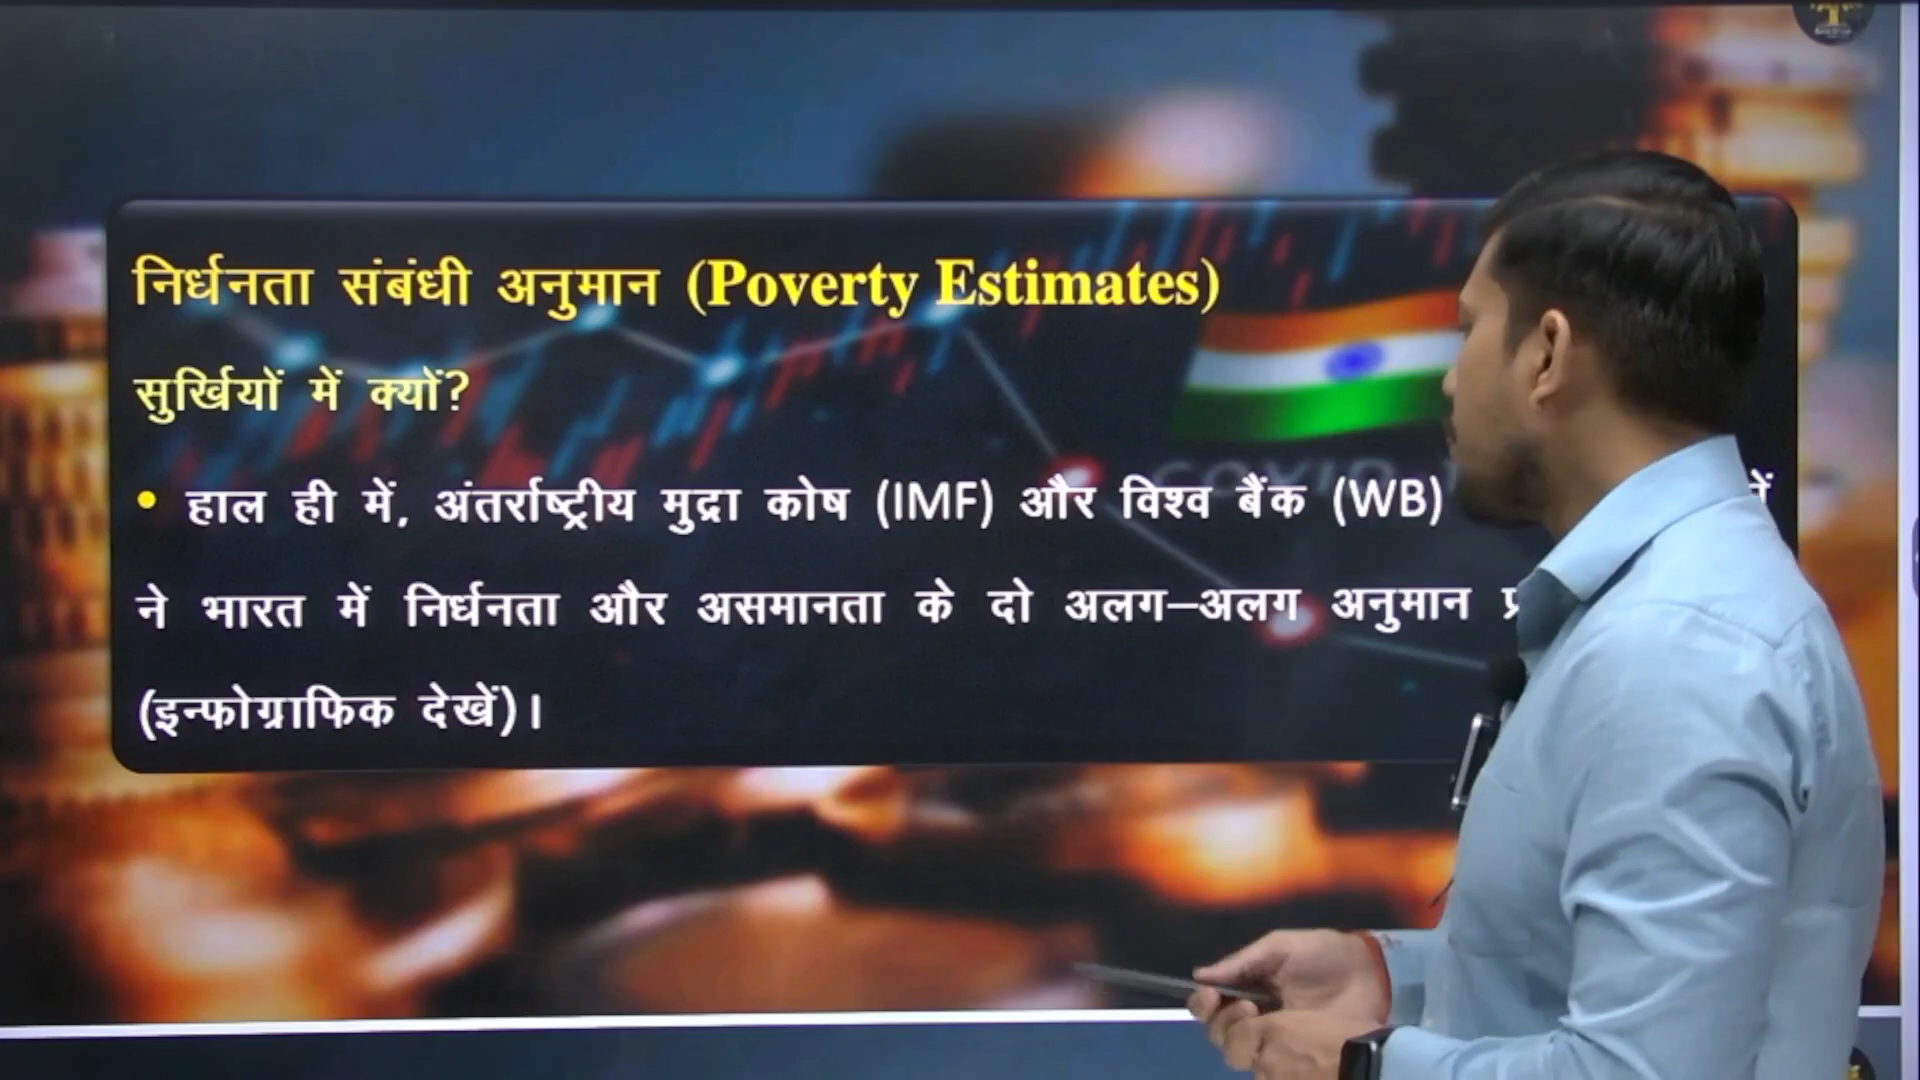 निर्धनता संबंधी अनुमान (Poverty Estimates)
सुर्खियों में क्यों?
• हाल ही में, अंतर्राष्ट्रीय मुद्रा कोष (IMF) और विश्व बैंक (WB)
ने भारत में निर्धनता और असमानता के दो अलग–अलग अनुमान
(इन्फोग्राफिक देखें)।